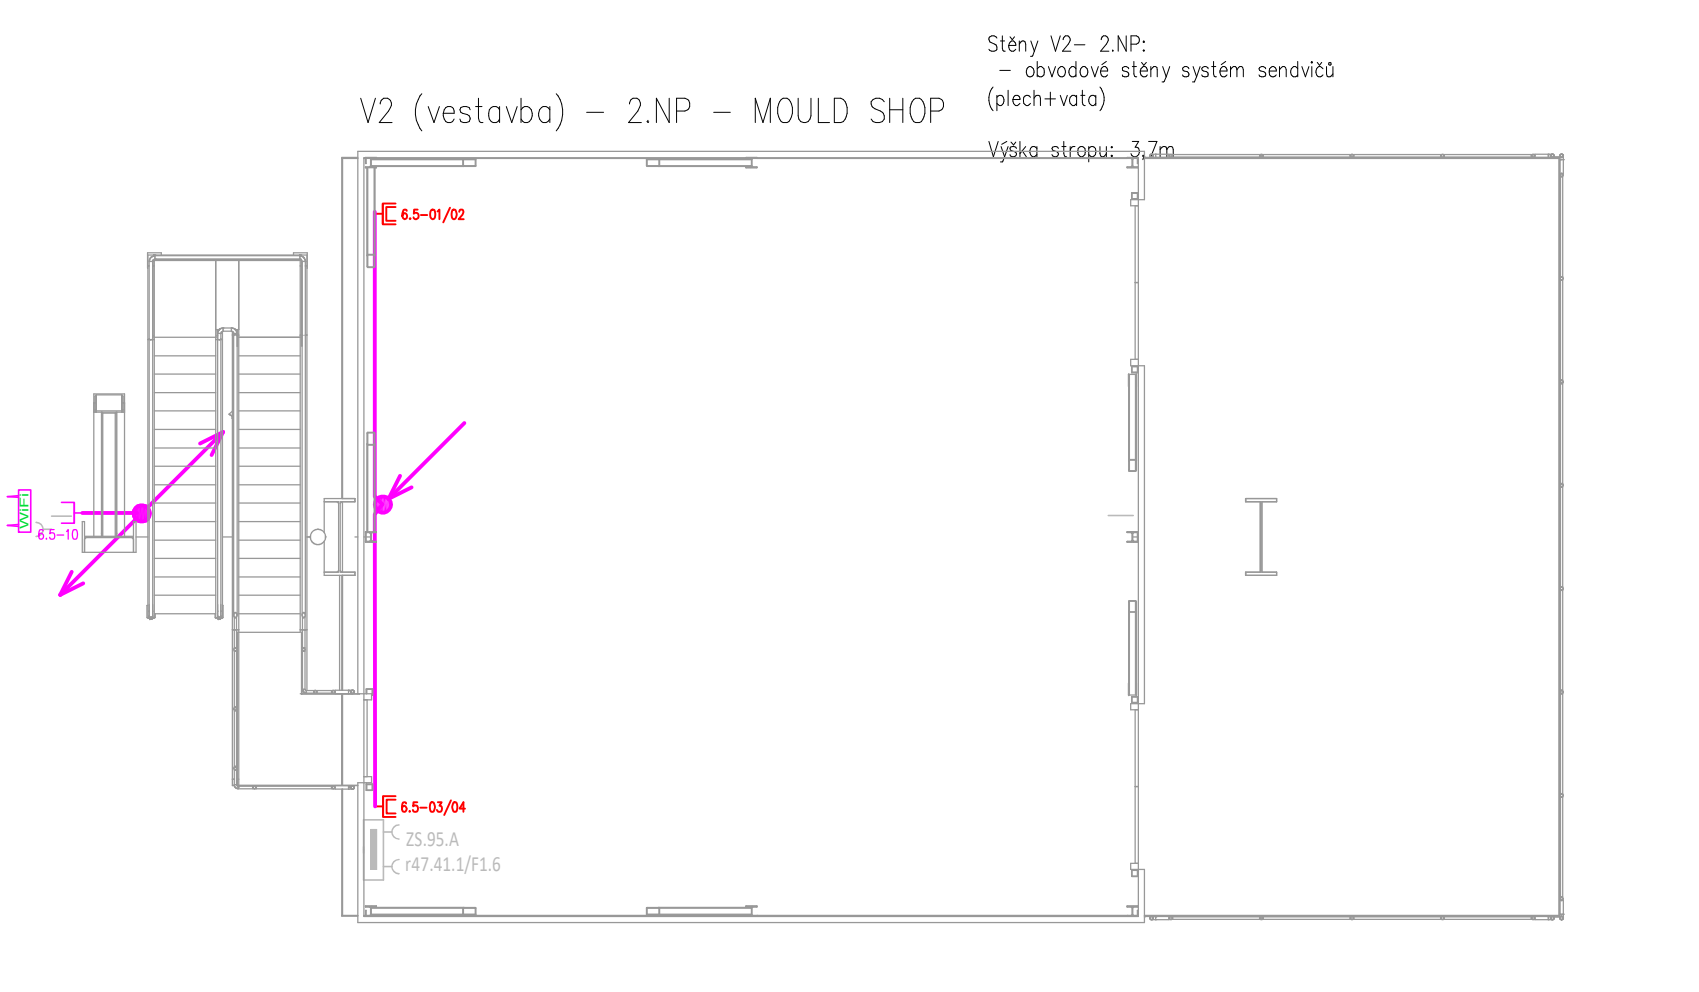 Stěny V2- 2.NP:
- obvodové stěny systém sendvičů
(plech+vata)
V2 (vestavba) - 2.NP - MOULD SHOP
Výška stropu: 3,7m
6.5-01/02
WiFi
6.5-10
6.5-03/04
ZS.95.A
r47.41.1/F1.6